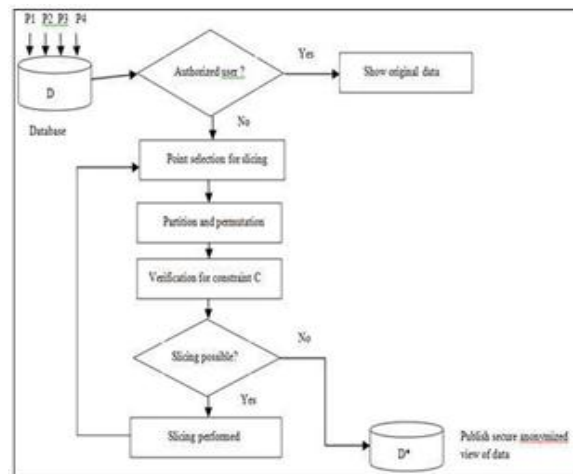 P1 P2 P3 P4
D
Database
Authorized user ?
Yes
Show original data
No
Point selection for slicing
Partition and permutation
Verification for constraint C
Slicing possible?
No
Yes
Slicing performed
D*
Publish secure anonymized
view of data